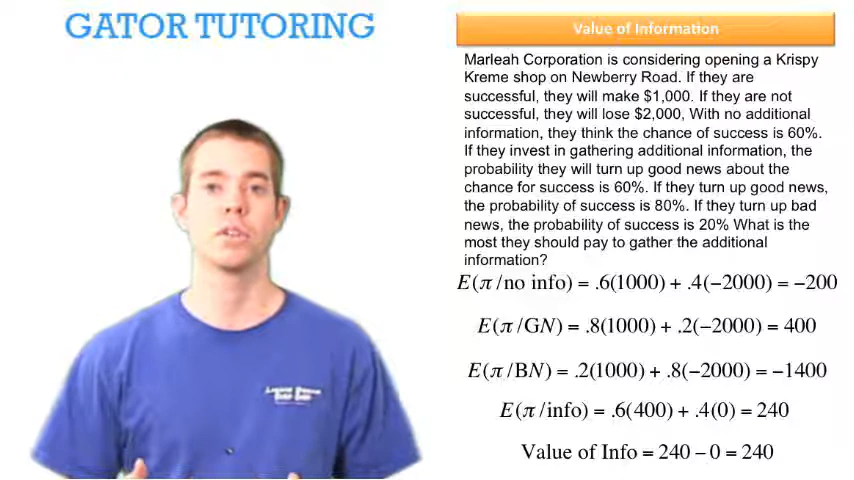 GATOR TUTORING
Value of Information
Marleah Corporation is considering opening a Krispy
Kreme shop on Newberry Road. If they are
successful, they will make $1,000. If they are not
successful, they will lose $2,000, With no additional
information, they think the chance of success is 60%.
If they invest in gathering additional information, the
probability they will turn up good news about the
chance for success is 60%. If they turn up good news,
the probability of success is 80%. If they turn up bad
news, the probability of success is 20% What is the
most they should pay to gather the additional
information?
E(π/no info) = .6(1000) + .4(−2000) = −200
E(π/GN) = .8(1000) + .2(−2000) = 400
E(π/BN) = .2(1000) + .8(−2000) = −1400
E(π/info) = .6(400) + .4(0) = 240
Value of Info = 240 − 0 = 240